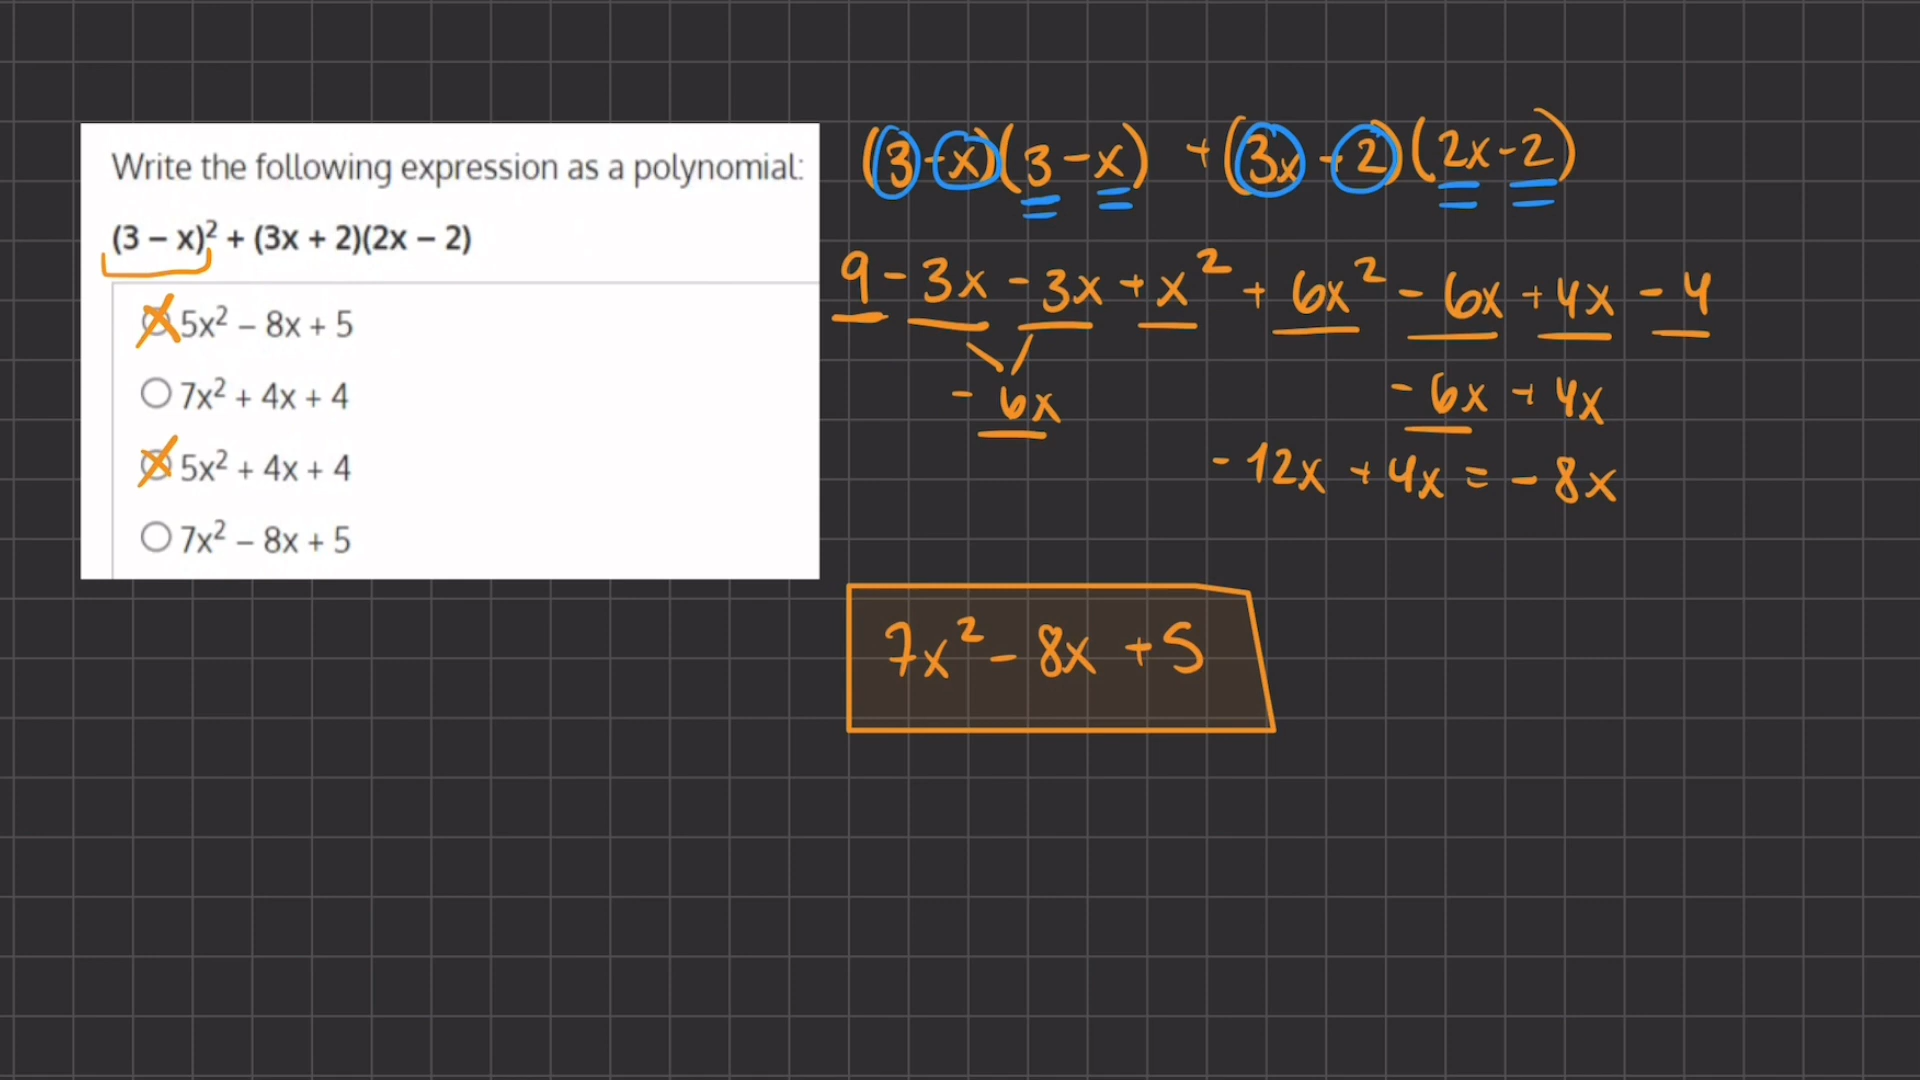 Write the following expression as a polynomial:
(3 – x)² + (3x + 2)(2x – 2)
5x² – 8x + 5
7x² + 4x + 4
5x² + 4x + 4
7x² – 8x + 5
(3-x)(3-x) + (3x+2)(2x-2)
9 - 3x - 3x + x² + 6x² - 6x + 4x - 4
- 6x
- 6x + 4x
- 12x + 4x = - 8x
7x² - 8x + 5